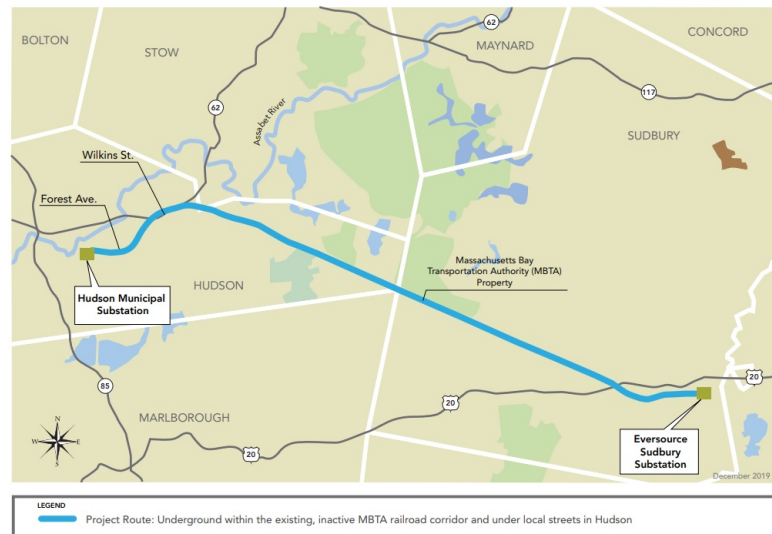 BOLTON
STOW
62
MAYNARD
CONCORD
62
117
Assabet River
SUDBURY
Wilkins St.
Forest Ave.
Hudson Municipal
Substation
HUDSON
Massachusetts Bay
Transportation Authority (MBTA)
Property
85
20
20
MARLBOROUGH
20
Eversource
Sudbury
Substation
N
W
E
S
December 2019
LEGEND
Project Route: Underground within the existing, inactive MBTA railroad corridor and under local streets in Hudson